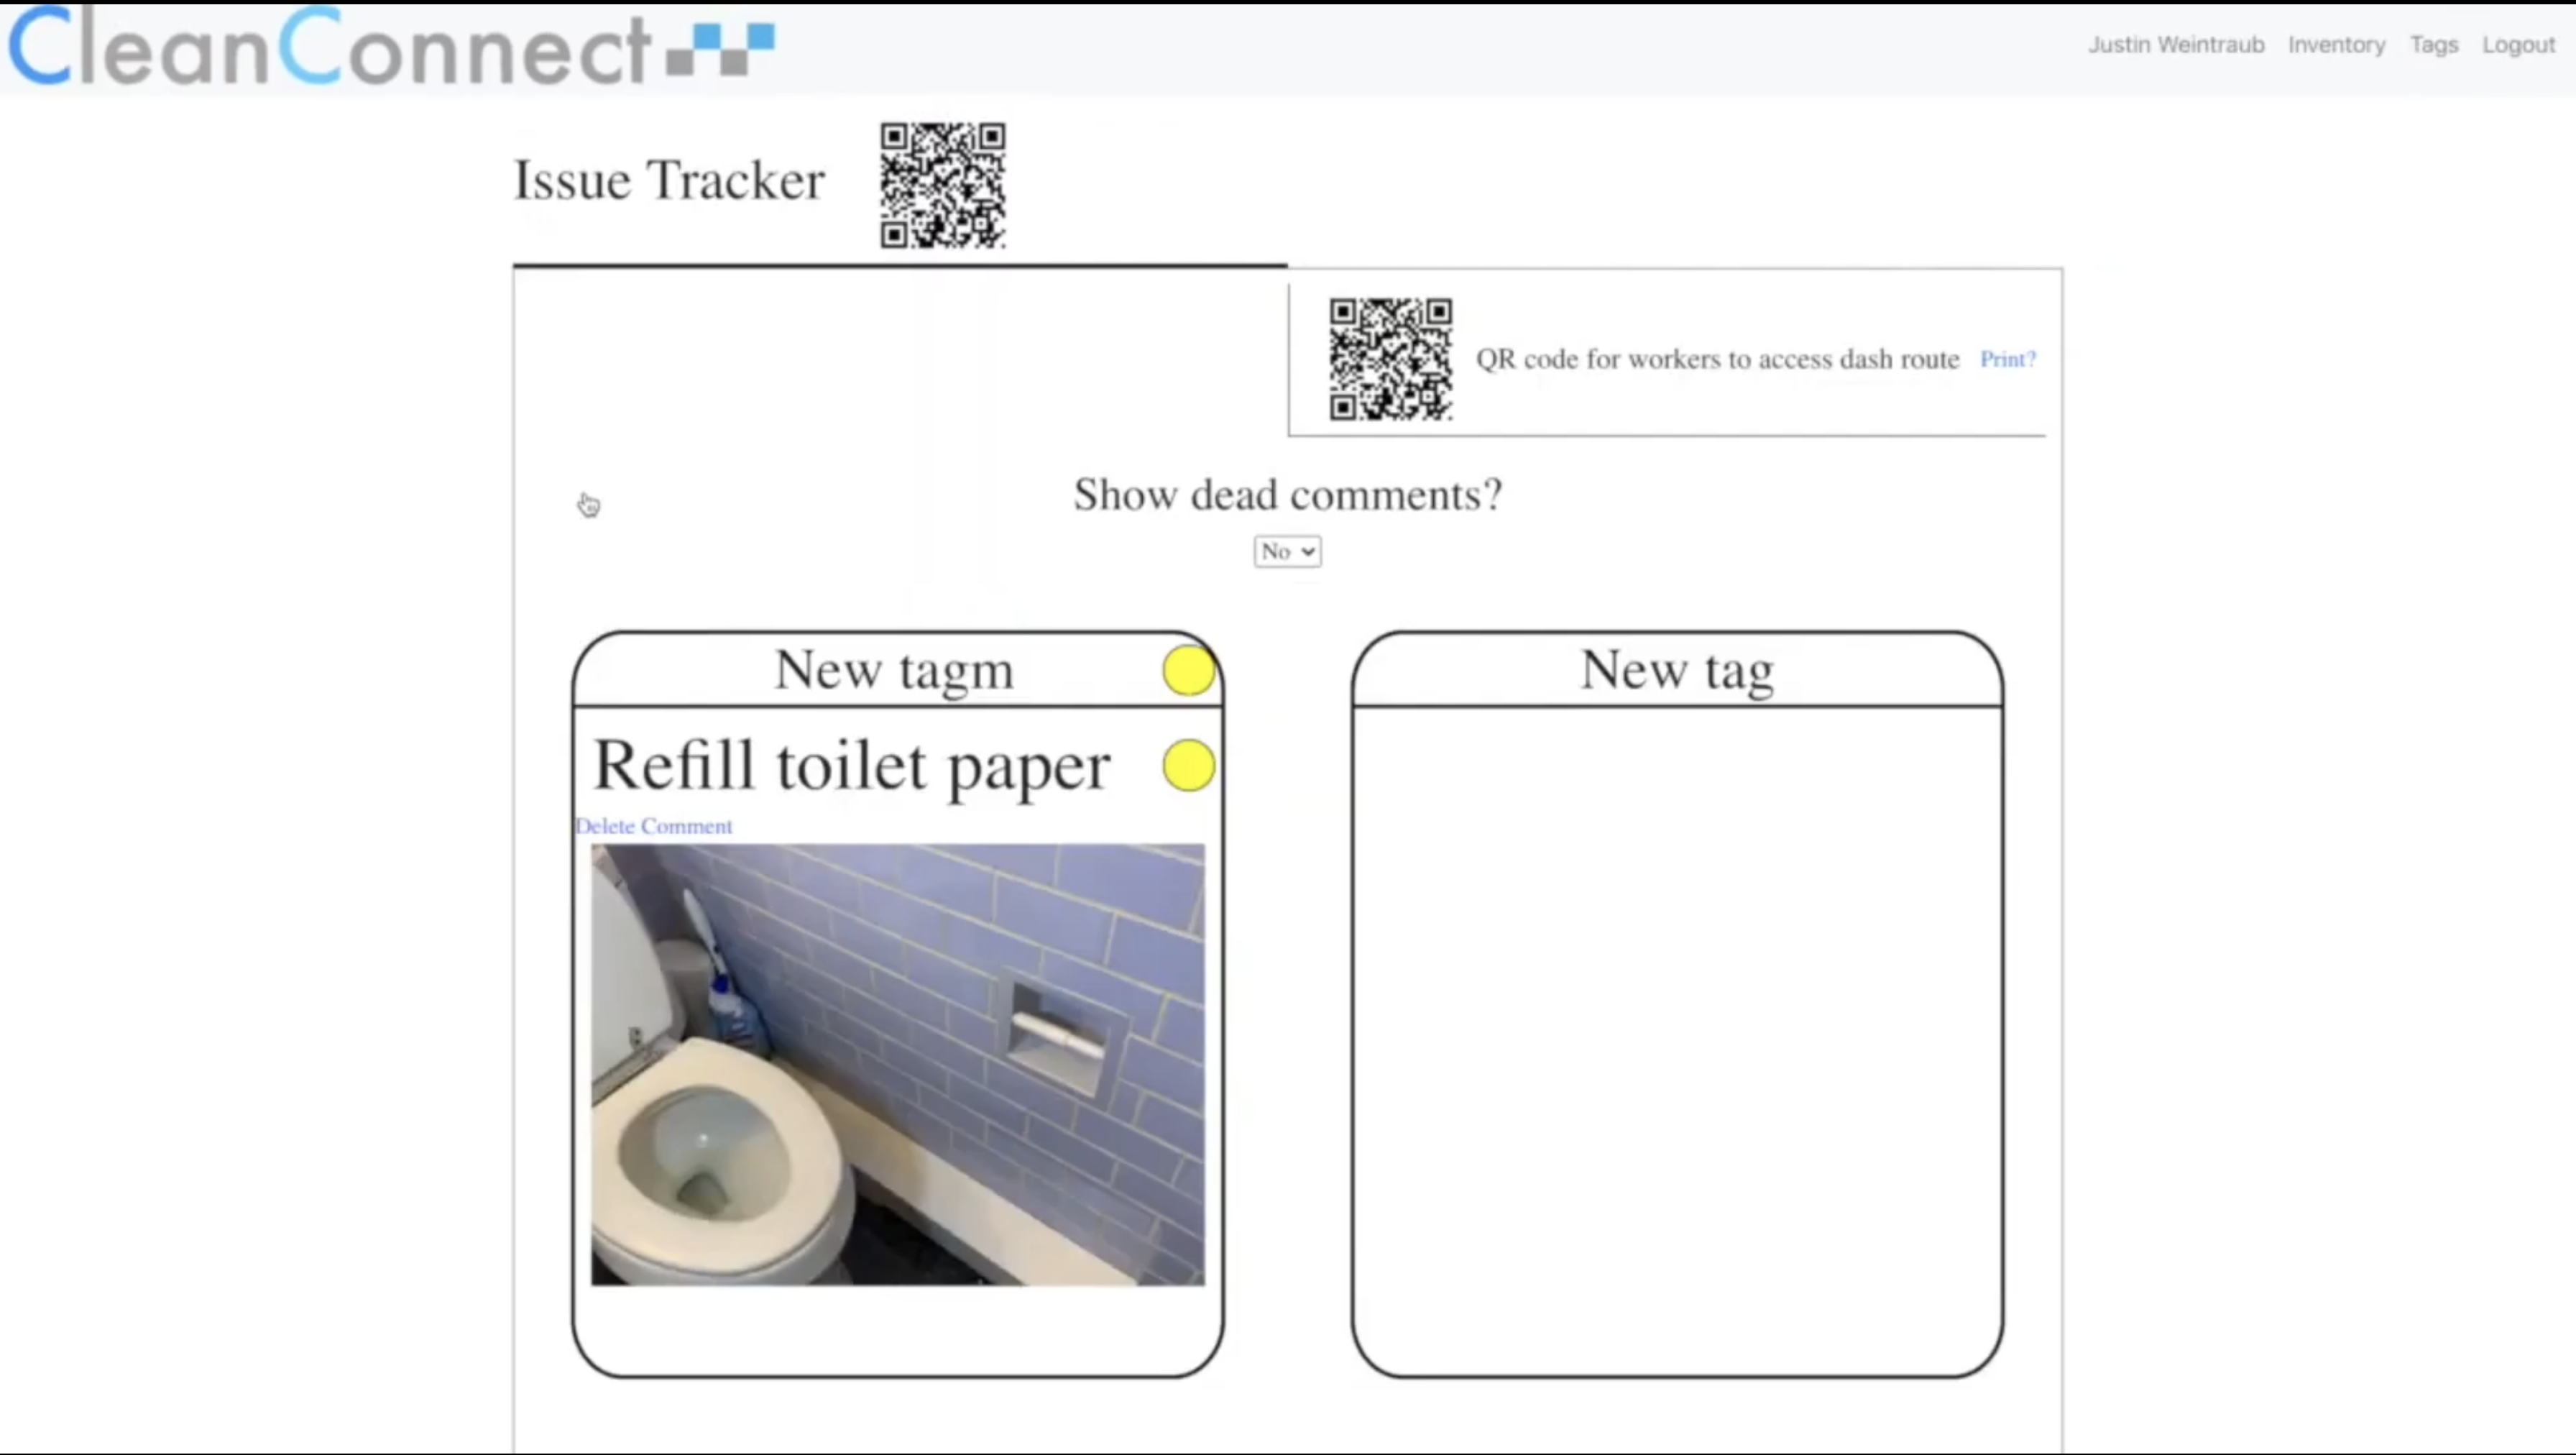 CleanConnect
Justin Weintraub Inventory Tags Logout
Issue Tracker
QR code for workers to access dash route Print?
Show dead comments?
No
New tagm
Refill toilet paper
Delete Comment
New tag